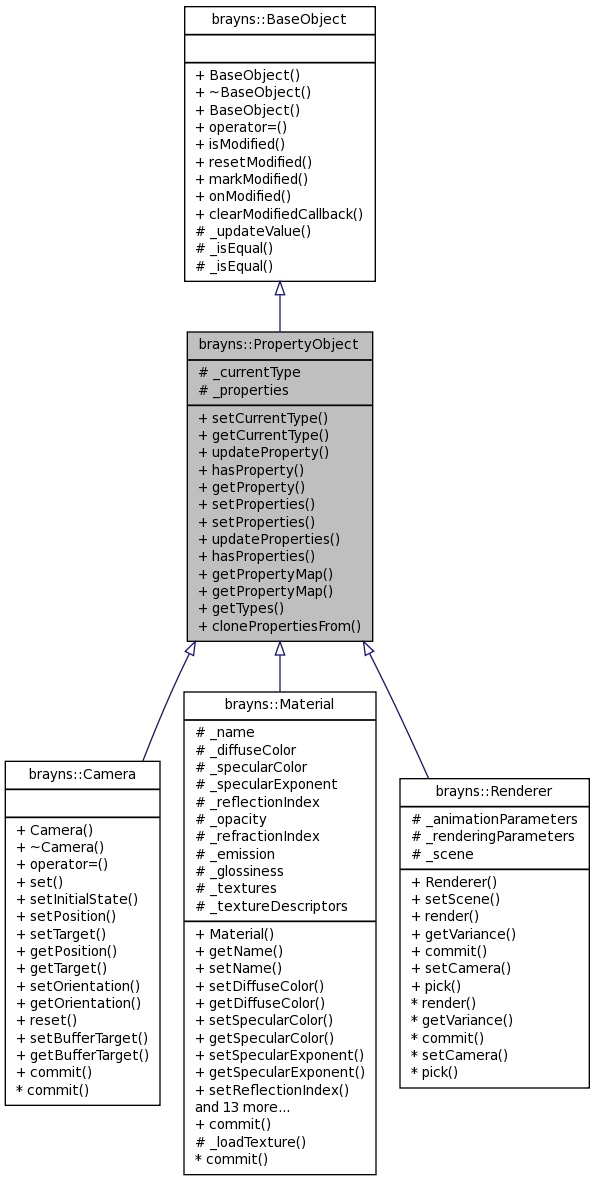 brayns::BaseObject
+ BaseObject()
+ ~BaseObject()
+ BaseObject()
+ operator=()
+ isModified()
+ resetModified()
+ markModified()
+ onModified()
+ clearModifiedCallback()
# _updateValue()
# _isEqual()
# _isEqual()
brayns::PropertyObject
# _currentType
# _properties
+ setCurrentType()
+ getCurrentType()
+ updateProperty()
+ hasProperty()
+ getProperty()
+ setProperties()
+ setProperties()
+ updateProperties()
+ hasProperties()
+ getPropertyMap()
+ getPropertyMap()
+ getTypes()
+ clonePropertiesFrom()
brayns::Camera
+ Camera()
+ ~Camera()
+ operator=()
+ set()
+ setInitialState()
+ setPosition()
+ setTarget()
+ getPosition()
+ getTarget()
+ setOrientation()
+ getOrientation()
+ reset()
+ setBufferTarget()
+ getBufferTarget()
+ commit()
* commit()
brayns::Material
# _name
# _diffuseColor
# _specularColor
# _specularExponent
# _reflectionIndex
# _opacity
# _refractionIndex
# _emission
# _glossiness
# _textures
# _textureDescriptors
+ Material()
+ getName()
+ setName()
+ setDiffuseColor()
+ getDiffuseColor()
+ setSpecularColor()
+ getSpecularColor()
+ setSpecularExponent()
+ getSpecularExponent()
+ setReflectionIndex()
and 13 more...
+ commit()
# _loadTexture()
* commit()
brayns::Renderer
# _animationParameters
# _renderingParameters
# _scene
+ Renderer()
+ setScene()
+ render()
+ getVariance()
+ commit()
+ setCamera()
+ pick()
* render()
* getVariance()
* commit()
* setCamera()
* pick()